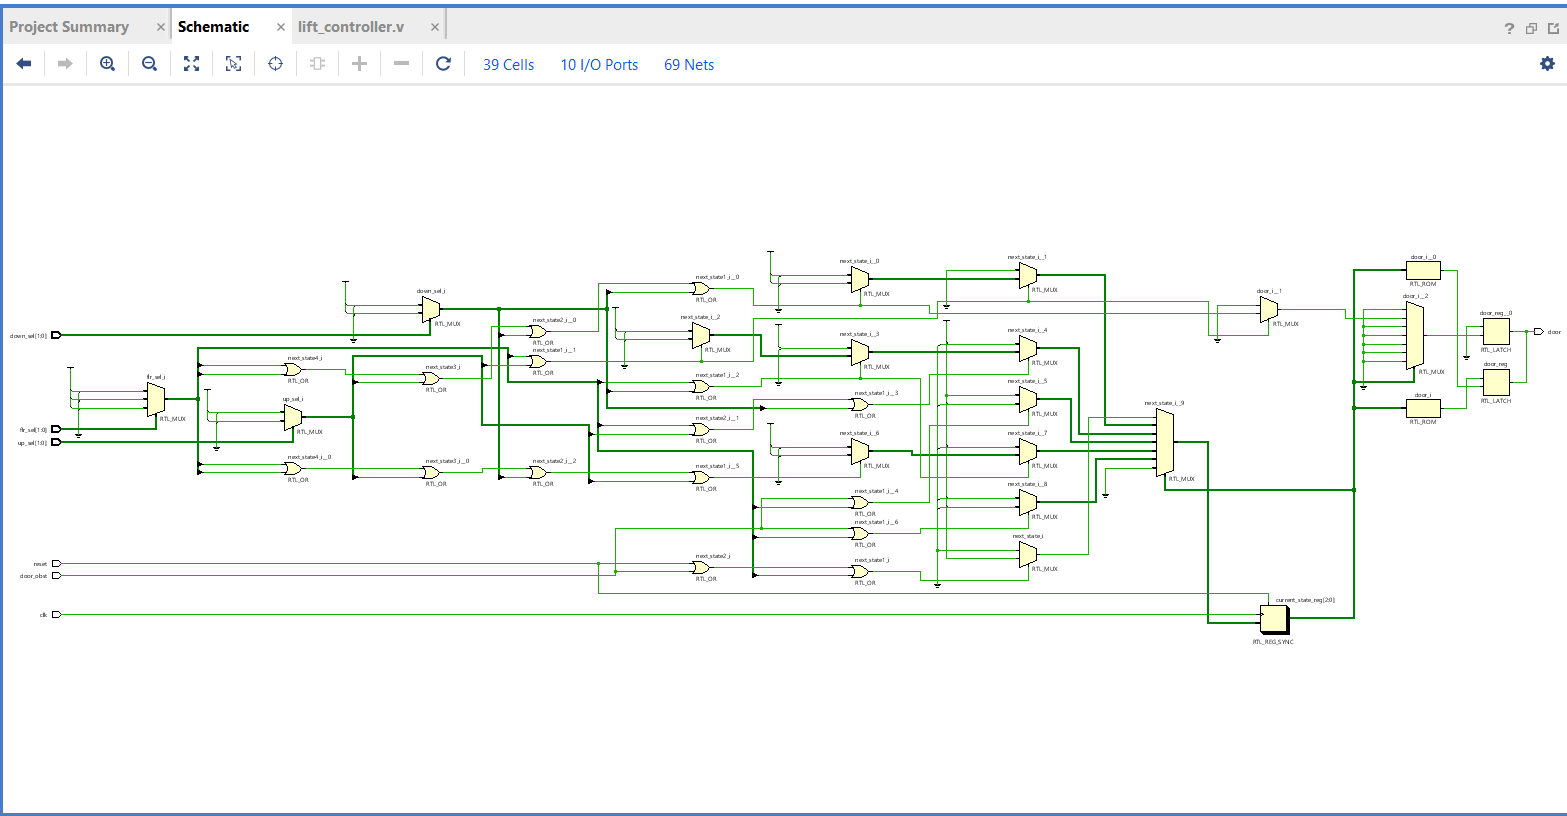 Project Summary × Schematic × lift_controller.v ×
?
39 Cells 10 I/O Ports 69 Nets
down_sel[1:0]
flr_sel[1:0]
up_sel[1:0]
reset
door_obst
clk
flr_sel_i
RTL_MUX
up_sel_i
RTL_MUX
down_sel_i
RTL_MUX
next_state4_i
RTL_OR
next_state4_i__0
RTL_OR
next_state3_i
RTL_OR
next_state3_i__0
RTL_OR
next_state2_i__0
RTL_OR
next_state1_i__1
RTL_OR
next_state2_i__2
RTL_OR
next_state1_i__0
RTL_OR
next_state_i__2
RTL_MUX
next_state1_i__2
RTL_OR
next_state2_i__1
RTL_OR
next_state1_i__5
RTL_OR
next_state2_i
RTL_OR
next_state_i__0
RTL_MUX
next_state_i__3
RTL_MUX
next_state1_i__3
RTL_OR
next_state_i__6
RTL_MUX
next_state1_i__4
RTL_OR
next_state1_i__6
RTL_OR
next_state1_i
RTL_OR
next_state_i__1
RTL_MUX
next_state_i__4
RTL_MUX
next_state_i__5
RTL_MUX
next_state_i__7
RTL_MUX
next_state_i__8
RTL_MUX
next_state_i
RTL_MUX
next_state_i__9
RTL_MUX
door_i__1
RTL_MUX
current_state_reg[2:0]
RTL_REG_SYNC
door_i__0
RTL_ROM
door_i__2
RTL_MUX
door_i
RTL_ROM
door_reg__0
RTL_LATCH
door_reg
RTL_LATCH
door